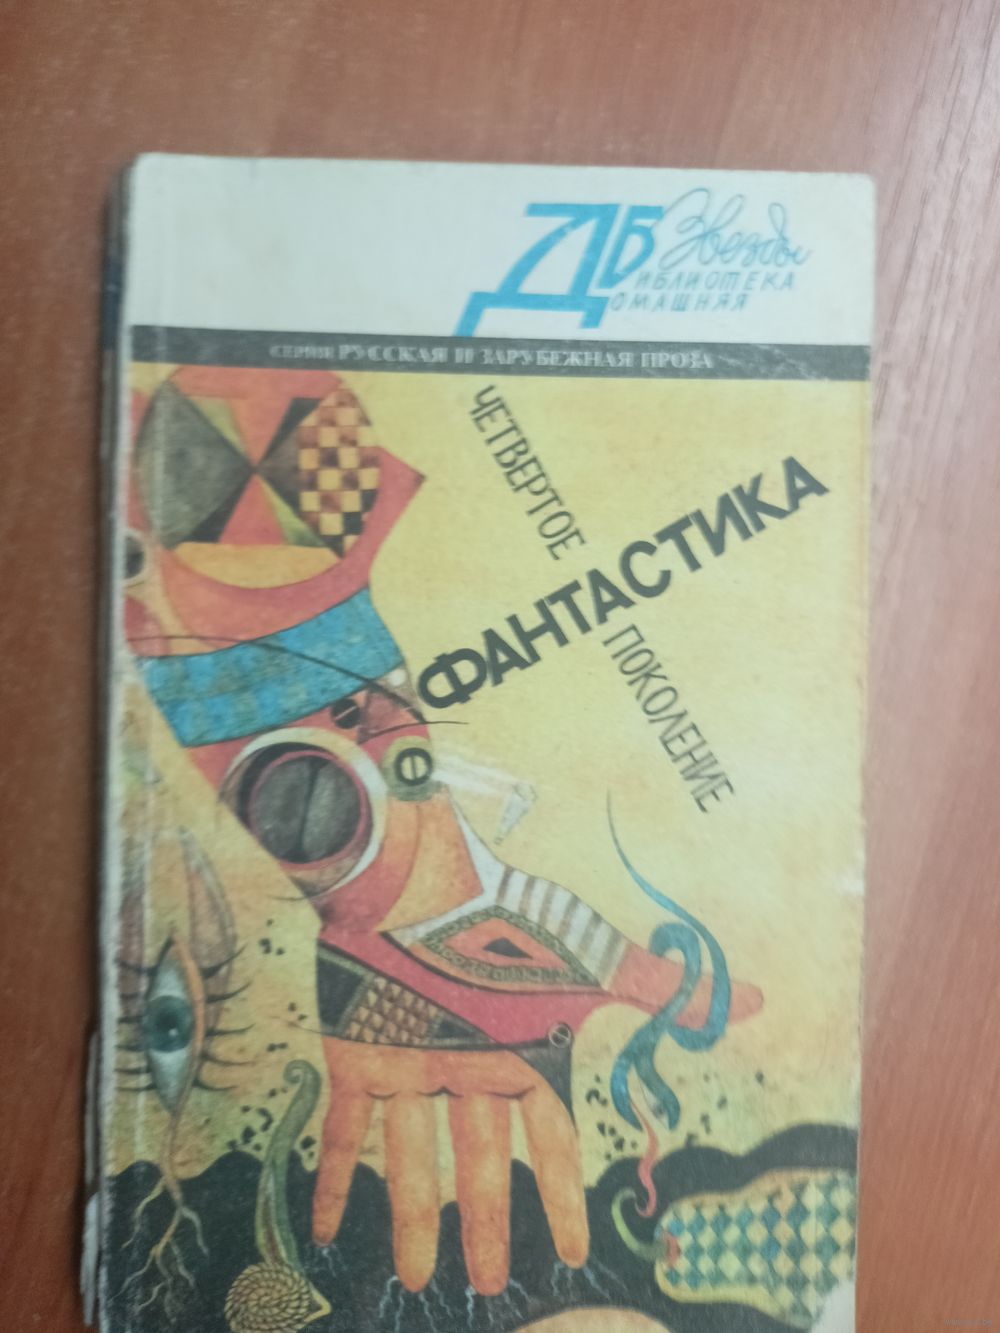 ДБ Звезды
ИБЛИОТЕКА
ОМАШНЯЯ
СЕРИЯ РУССКАЯ И ЗАРУБЕЖНАЯ ПРОЗА
ЧЕТВЕРТОЕ
ФАНТАСТИКА
ПОКОЛЕНИЕ